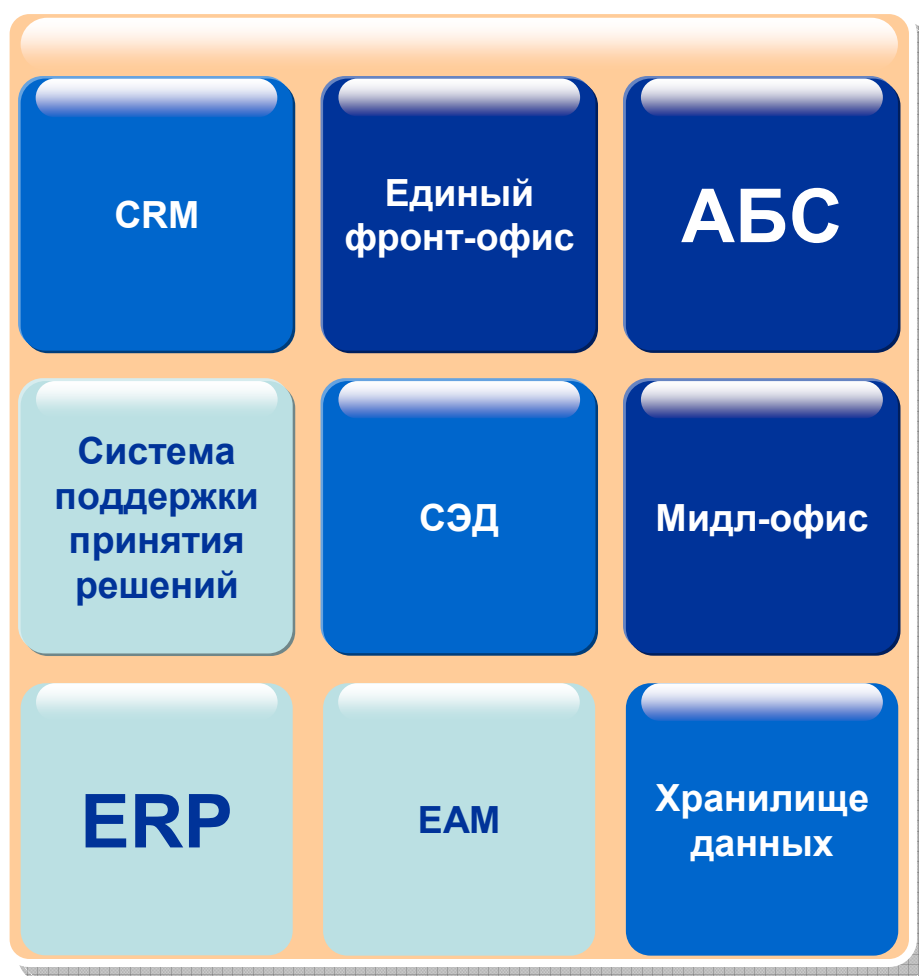 CRM
Единый
фронт-офис
АБС
Система
поддержки
принятия
решений
СЭД
Мидл-офис
ERP
EAM
Хранилище
данных